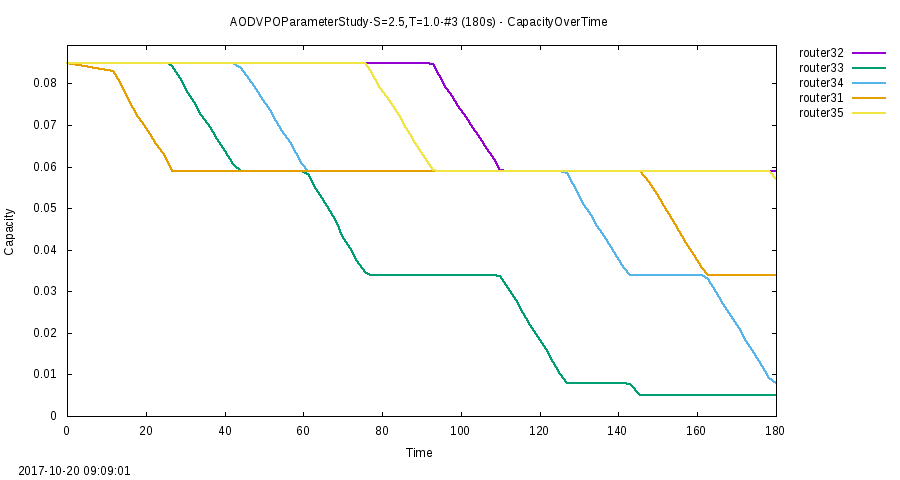 AODVPOParameterStudy-S=2.5,T=1.0-#3 (180s) - CapacityOverTime
router32
router33
router34
router31
router35
Capacity
0.08
0.07
0.06
0.05
0.04
0.03
0.02
0.01
0
0 20 40 60 80 100 120 140 160 180
Time
2017-10-20 09:09:01